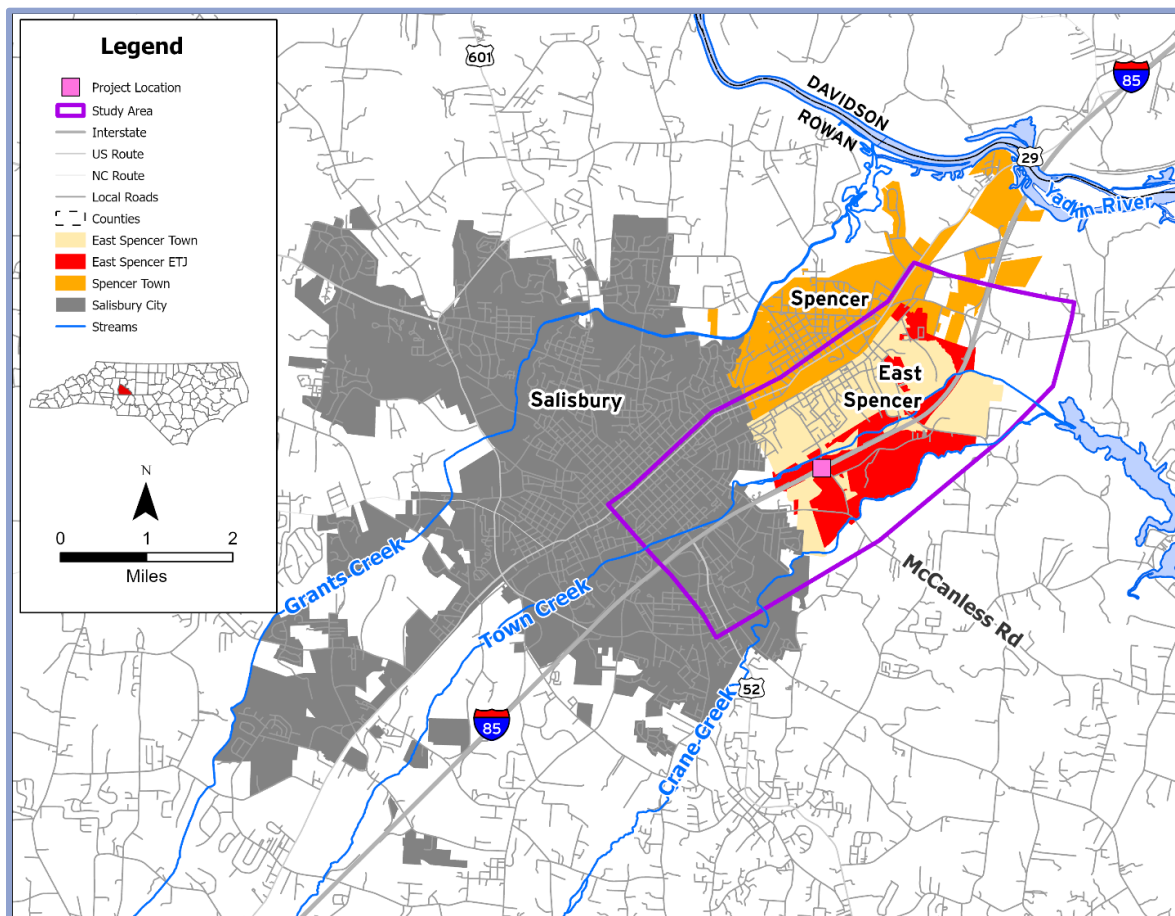 Legend
Project Location
Study Area
Interstate
US Route
NC Route
Local Roads
Counties
East Spencer Town
East Spencer ETJ
Spencer Town
Salisbury City
Streams
N
0 1 2
Miles
601
85
DAVIDSON
ROWAN
29
Yadkin River
Spencer
East
Spencer
Salisbury
Grants Creek
Town Creek
McCanless Rd
52
85
Crane Creek